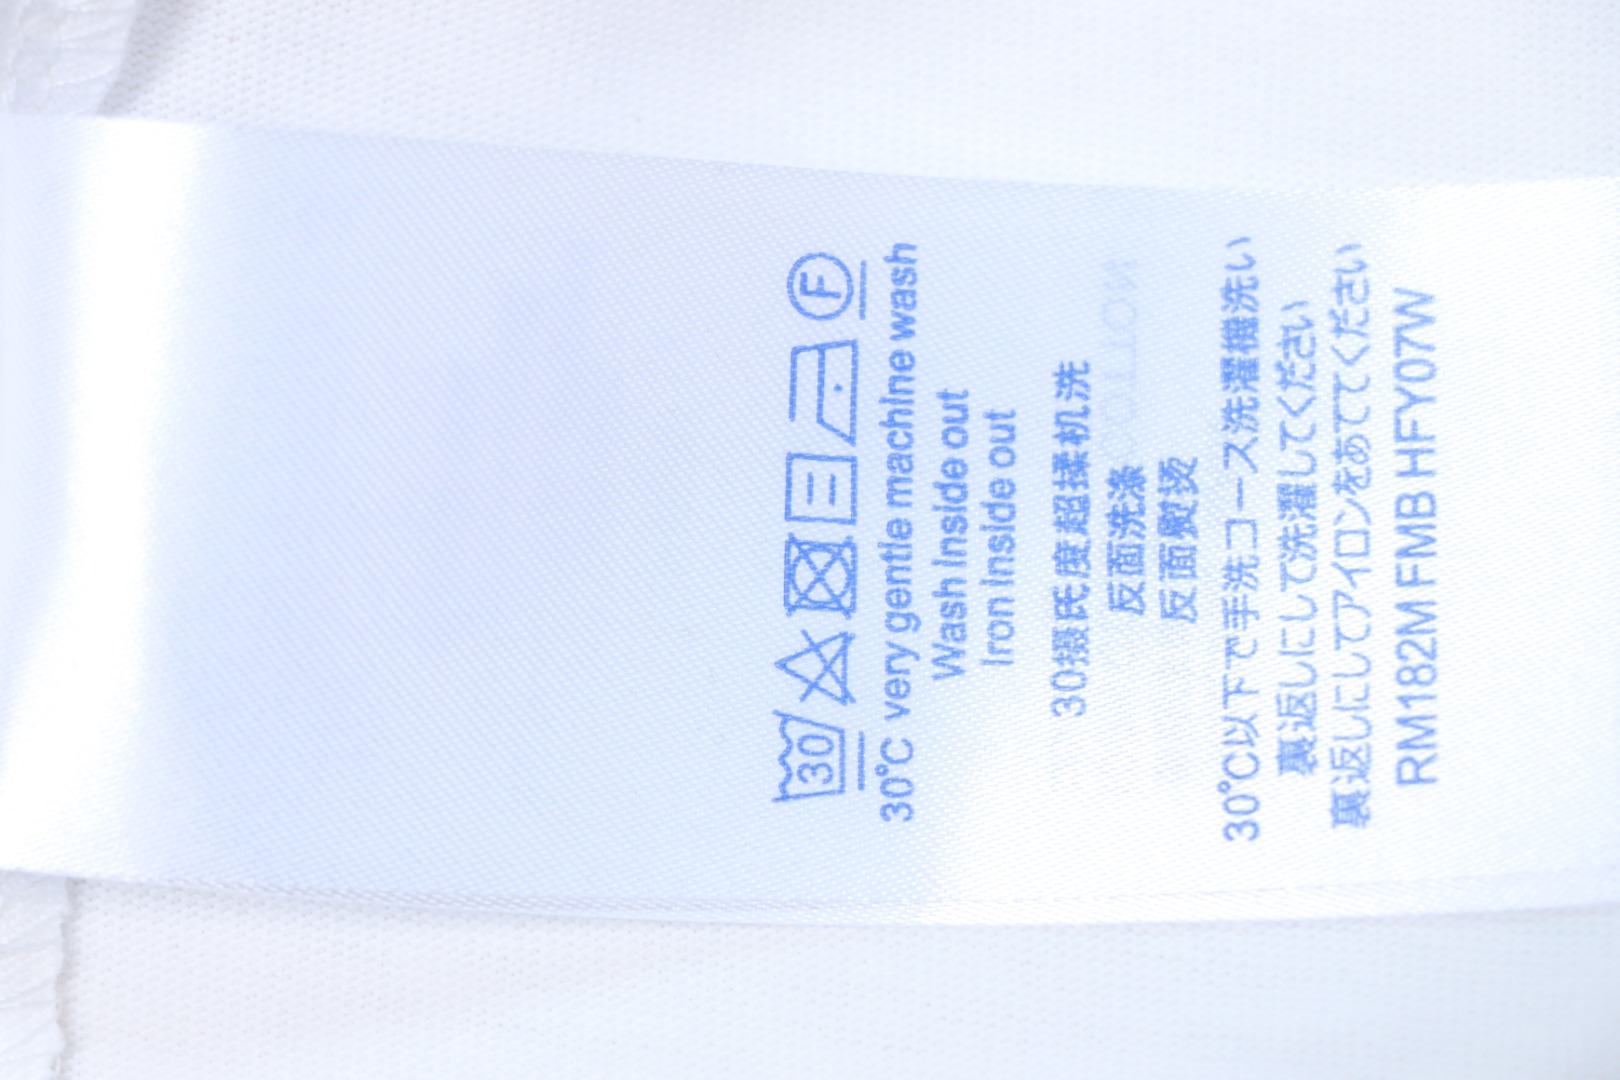 30 F
30°C very gentle machine wash
Wash inside out
Iron inside out
30摄氏度超柔机洗
反面洗涤
反面熨烫
30°C以下で手洗コース洗濯機洗い
裏返しにして洗濯してください
裏返しにしてアイロンをあててください
RM182M FMB HFY07W